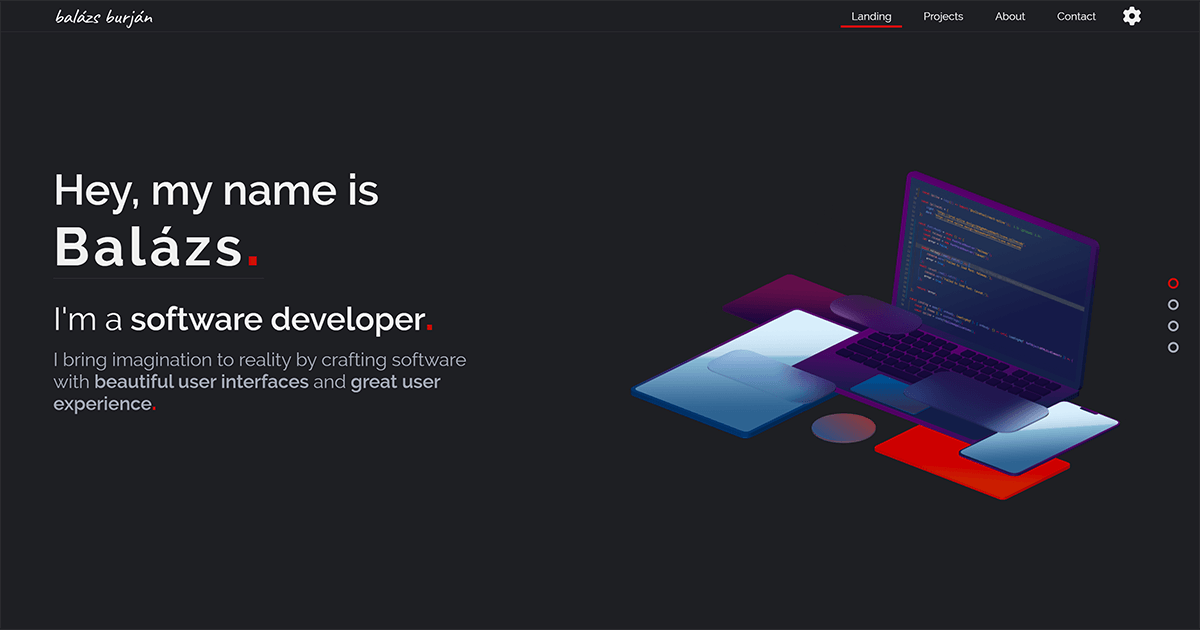 balázs burján
Landing Projects About Contact
Hey, my name is
Balázs.
I'm a software developer.
I bring imagination to reality by crafting software
with beautiful user interfaces and great user
experience.